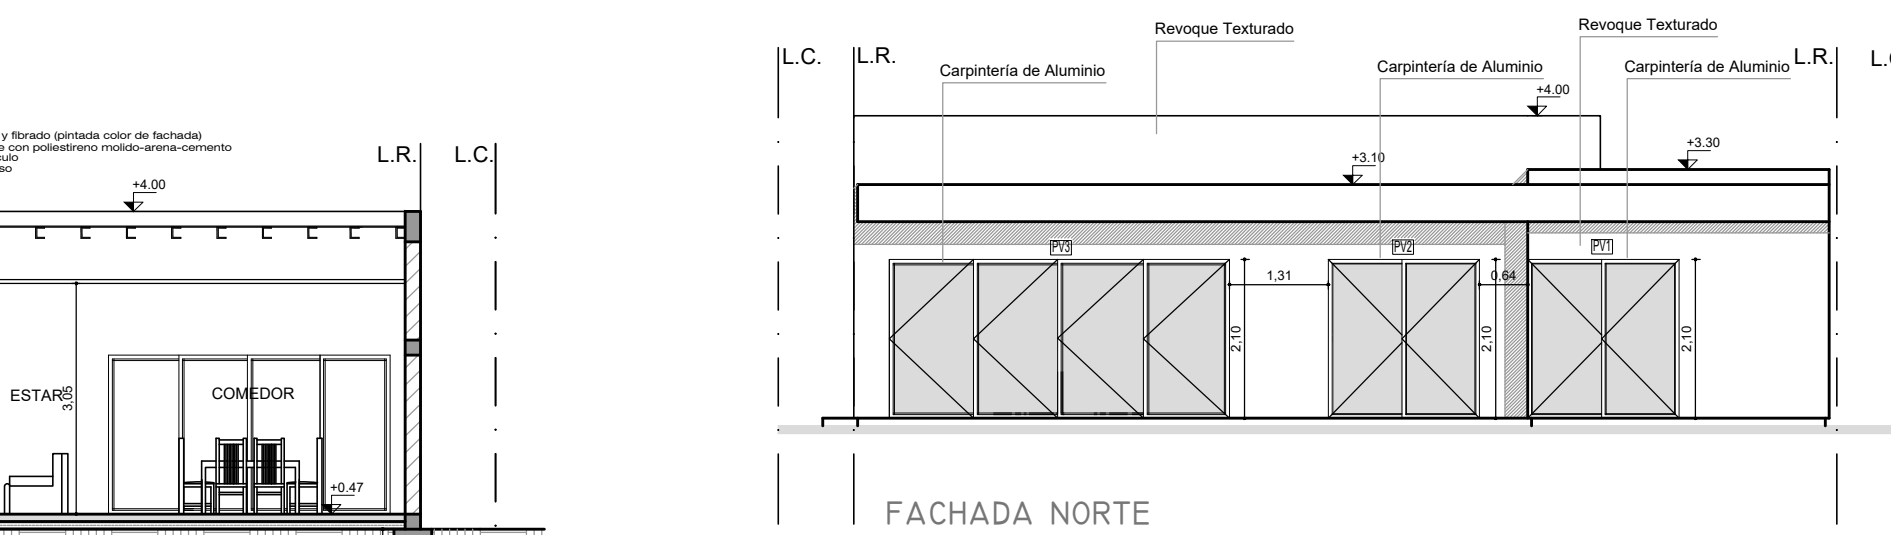 y fibrado (pintada color de fachada)
e con poliestireno molido-arena-cemento
culo
so
+4.00
L.R.
L.C.
ESTAR
3,05
COMEDOR
+0.47
L.C.
L.R.
Revoque Texturado
Revoque Texturado
L.R.
Carpintería de Aluminio
Carpintería de Aluminio
Carpintería de Aluminio
+4.00
+3.10
+3.30
PV3
PV2
PV1
1,31
0,64
2,10
2,10
2,10
FACHADA NORTE